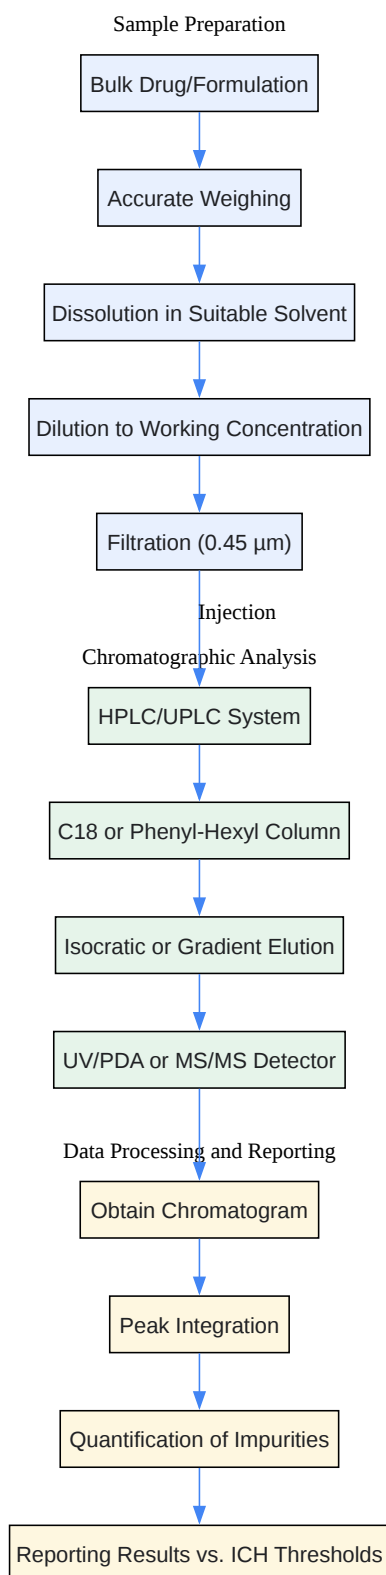 Sample Preparation
Bulk Drug/Formulation
Accurate Weighing
Dissolution in Suitable Solvent
Dilution to Working Concentration
Filtration (0.45 µm)
Injection
Chromatographic Analysis
HPLC/UPLC System
C18 or Phenyl-Hexyl Column
Isocratic or Gradient Elution
UV/PDA or MS/MS Detector
Data Processing and Reporting
Obtain Chromatogram
Peak Integration
Quantification of Impurities
Reporting Results vs. ICH Thresholds